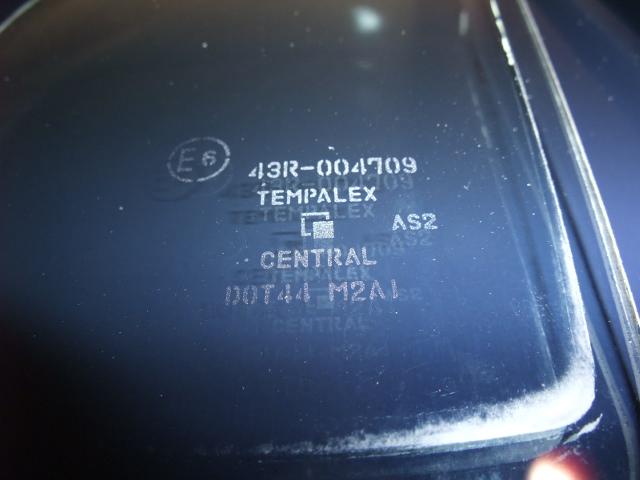 E6 43R-004709
TEMPALEX
AS2
CENTRAL
DOT44 M2A1